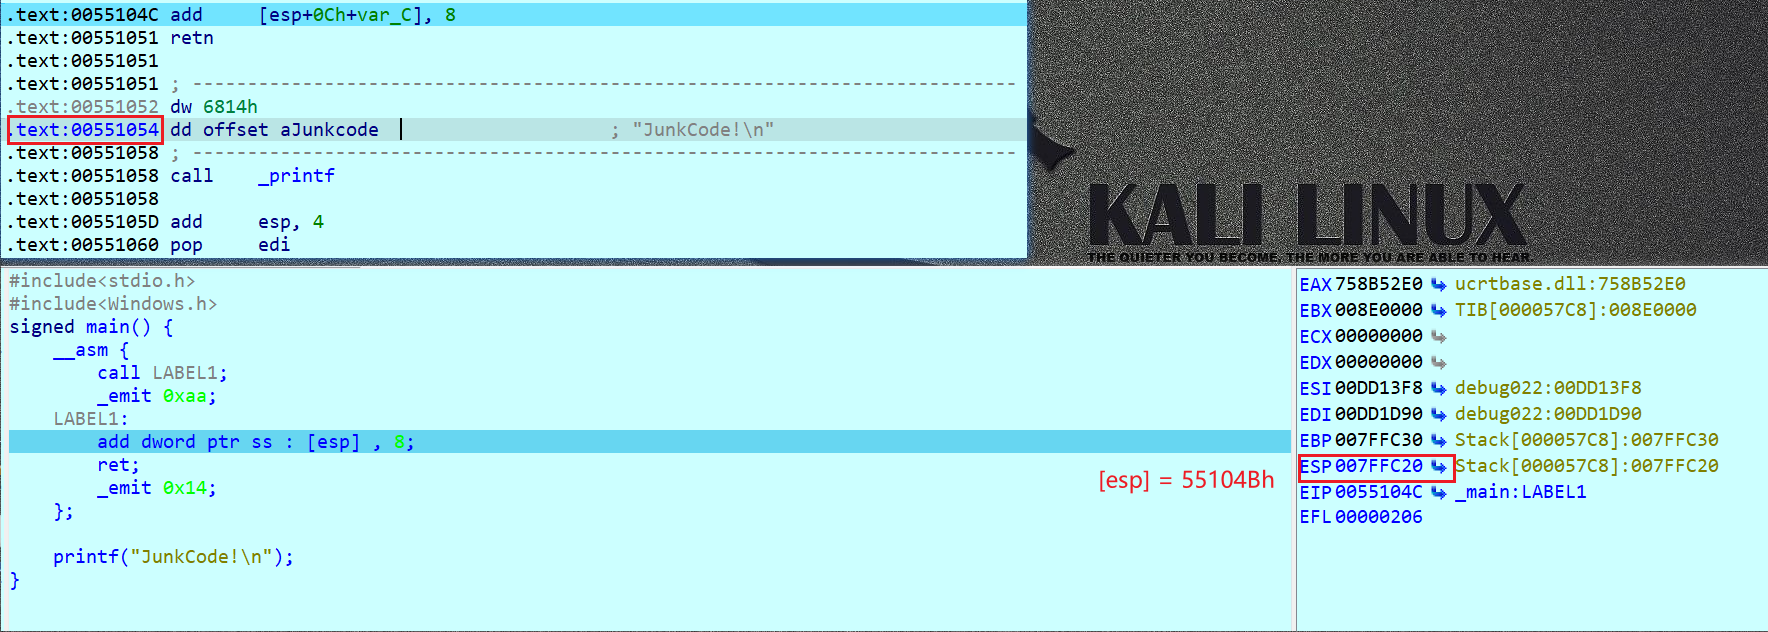 .text:0055104C add     [esp+0Ch+var_C], 8
.text:00551051 retn
.text:00551051
.text:00551051 ; ---------------------------------------------------------------------------
.text:00551052 dw 6814h
.text:00551054 dd offset aJunkcode                     ; "JunkCode!\n"
.text:00551058 ; ---------------------------------------------------------------------------
.text:00551058 call    _printf
.text:00551058
.text:0055105D add     esp, 4
.text:00551060 pop     edi
KALI LINUX
THE QUIETER YOU BECOME, THE MORE YOU ARE ABLE TO HEAR.
#include<stdio.h>
#include<Windows.h>
signed main() {
    __asm {
        call LABEL1;
        _emit 0xaa;
    LABEL1:
        add dword ptr ss : [esp] , 8;
        ret;
        _emit 0x14;
    };
    printf("JunkCode!\n");
}
[esp] = 55104Bh
EAX 758B52E0 ucrtbase.dll:758B52E0
EBX 008E0000 TIB[000057C8]:008E0000
ECX 00000000
EDX 00000000
ESI 00DD13F8 debug022:00DD13F8
EDI 00DD1D90 debug022:00DD1D90
EBP 007FFC30 Stack[000057C8]:007FFC30
ESP 007FFC20 Stack[000057C8]:007FFC20
EIP 0055104C _main:LABEL1
EFL 00000206